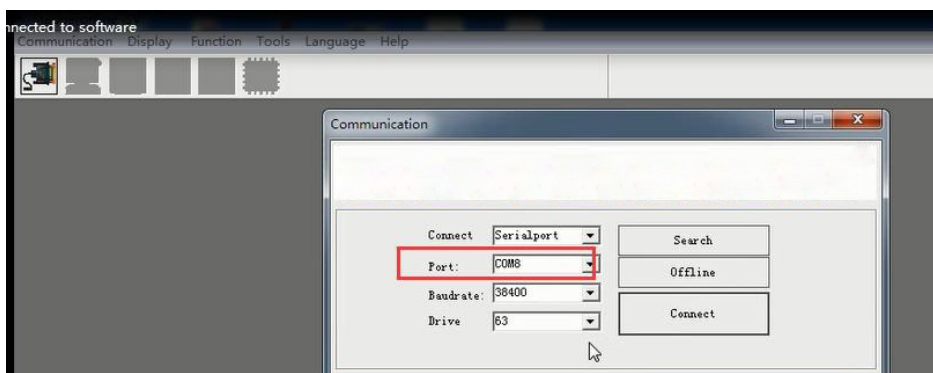 nnected to software
Communication Display Function Tools Language Help
Communication
Connect Serialport
Search
Port: COM8
Offline
Baudrate: 38400
Connect
Drive 63